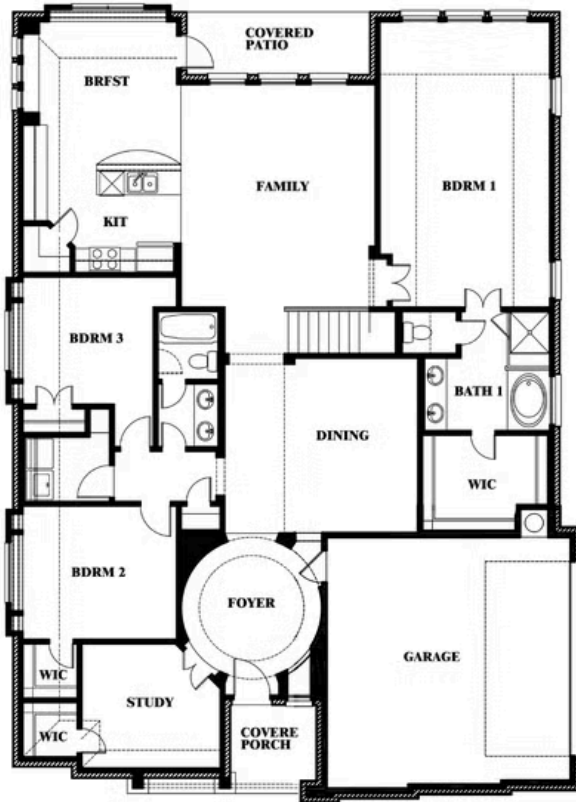 COVERED
PATIO
BRFST
FAMILY
BDRM 1
KIT
BDRM 3
BATH 1
DINING
WIC
BDRM 2
FOYER
GARAGE
WIC
STUDY
WIC
COVERE
PORCH